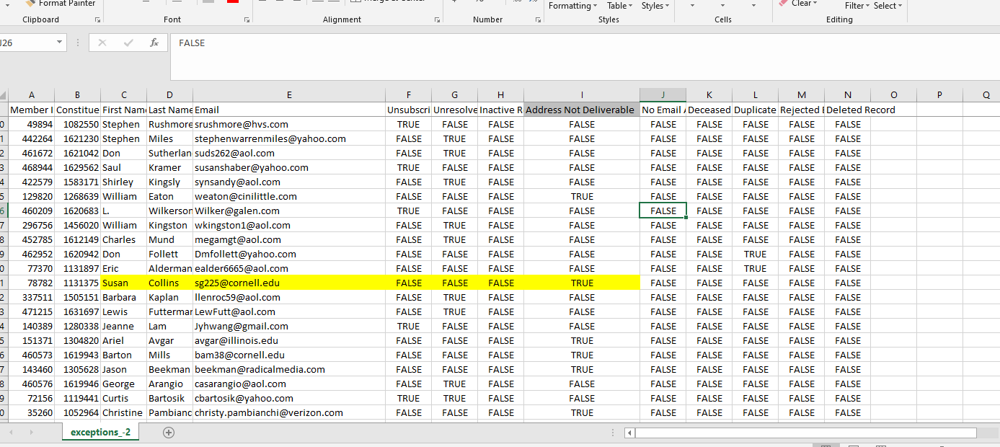 Format Painter Merge & Center Formatting Table Styles Clear Filter Select
Clipboard Font Alignment Number Styles Cells Editing
J26 fx FALSE
A B C D E F G H I J K L M N O P Q
Member I Constitue First Name Last Name Email Unsubscri Unresolve Inactive R Address Not Deliverable No Email A Deceased Duplicate Rejected E Deleted Record
0 49894 1082550 Stephen Rushmore srushmore@hvs.com TRUE FALSE FALSE FALSE FALSE FALSE FALSE FALSE FALSE
1 442264 1621230 Stephen Miles stephenwarrenmiles@yahoo.com FALSE TRUE FALSE FALSE FALSE FALSE FALSE FALSE FALSE
2 461672 1621042 Don Sutherlan suds262@aol.com FALSE TRUE FALSE FALSE FALSE FALSE FALSE FALSE FALSE
3 468944 1629562 Saul Kramer susanshaber@yahoo.com TRUE FALSE FALSE FALSE FALSE FALSE FALSE FALSE FALSE
4 422579 1583171 Shirley Kingsly synsandy@aol.com FALSE TRUE FALSE FALSE FALSE FALSE FALSE FALSE FALSE
5 129820 1268639 William Eaton weaton@cinilittle.com FALSE FALSE FALSE TRUE FALSE FALSE FALSE FALSE FALSE
6 460209 1620683 L. Wilkerson Wilker@galen.com TRUE FALSE FALSE FALSE FALSE FALSE FALSE FALSE FALSE
7 296756 1456020 William Kingston wkingston1@aol.com FALSE TRUE FALSE FALSE FALSE FALSE FALSE FALSE FALSE
8 452785 1612149 Charles Mund megamgt@aol.com FALSE TRUE FALSE FALSE FALSE FALSE FALSE FALSE FALSE
9 462952 1620942 Don Follett Dmfollett@yahoo.com FALSE FALSE FALSE FALSE FALSE FALSE TRUE FALSE FALSE
0 77370 1131897 Eric Alderman ealder6665@aol.com FALSE FALSE FALSE FALSE FALSE FALSE TRUE FALSE FALSE
1 78782 1131375 Susan Collins sg225@cornell.edu FALSE FALSE FALSE TRUE FALSE FALSE FALSE FALSE FALSE
2 337511 1505151 Barbara Kaplan llenroc59@aol.com FALSE TRUE FALSE FALSE FALSE FALSE FALSE FALSE FALSE
3 471215 1631697 Lewis Futterman LewFutt@aol.com FALSE TRUE FALSE FALSE FALSE FALSE FALSE FALSE FALSE
4 140389 1280338 Jeanne Lam Jyhwang@gmail.com TRUE FALSE FALSE FALSE FALSE FALSE FALSE FALSE FALSE
5 151371 1304820 Ariel Avgar avgar@illinois.edu FALSE FALSE FALSE TRUE FALSE FALSE FALSE FALSE FALSE
6 460573 1619943 Barton Mills bam38@cornell.edu FALSE FALSE FALSE TRUE FALSE FALSE FALSE FALSE FALSE
7 143460 1305628 Jason Beekman beekman@radicalmedia.com FALSE FALSE FALSE TRUE FALSE FALSE FALSE FALSE FALSE
8 460576 1619946 George Arangio casarangio@aol.com FALSE TRUE FALSE FALSE FALSE FALSE FALSE FALSE FALSE
9 72156 1119441 Curtis Bartosik cbartosik@yahoo.com TRUE TRUE FALSE FALSE FALSE FALSE FALSE FALSE FALSE
0 35260 1052964 Christine Pambianc christy.pambianchi@verizon.com FALSE FALSE FALSE TRUE FALSE FALSE FALSE FALSE FALSE
exceptions_-2